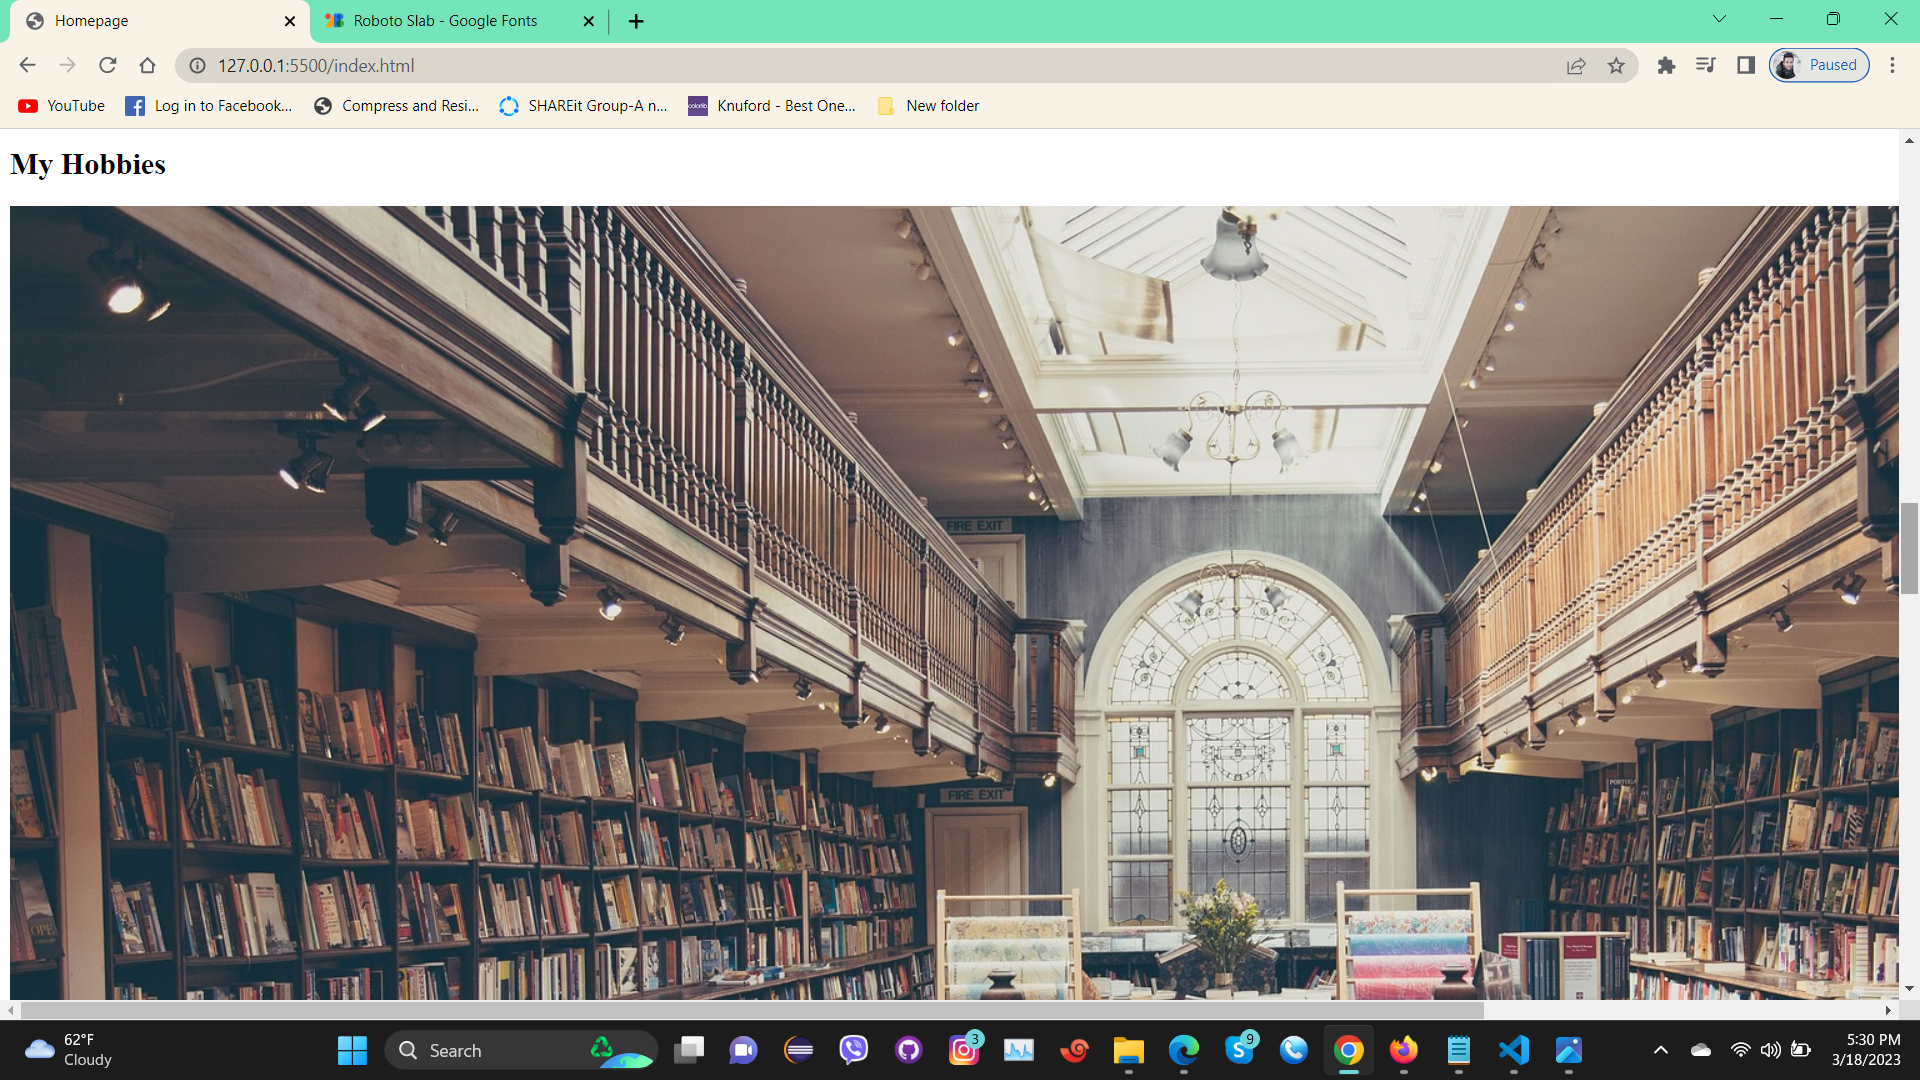 Homepage
Roboto Slab - Google Fonts
127.0.0.1:5500/index.html
Paused
YouTube
Log in to Facebook...
Compress and Resi...
SHAREit Group-A n...
colorlib.
Knuford - Best One...
New folder
My Hobbies
FIRE EXIT
FIRE EXIT
62°F
Cloudy
Search
3
9
5:30 PM
3/18/2023